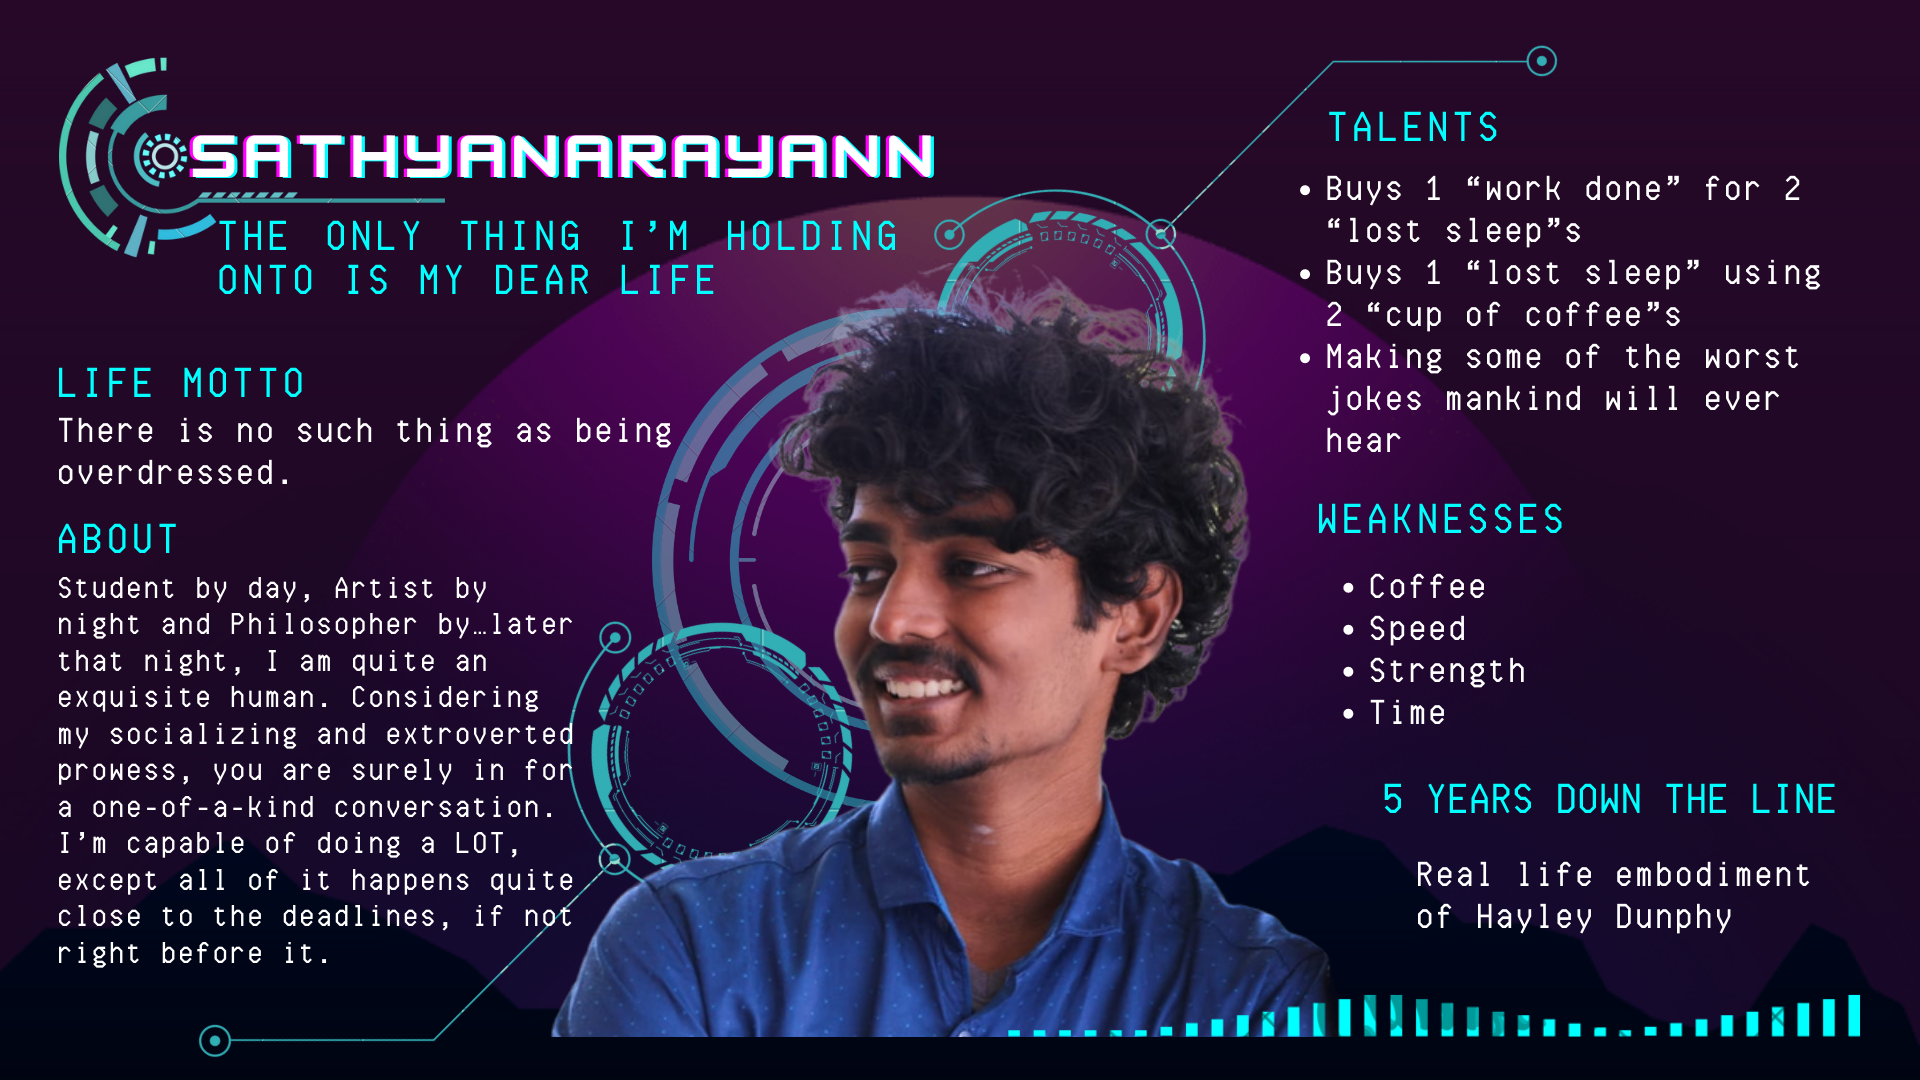 SATHYANARAYANN
THE ONLY THING I’M HOLDING
ONTO IS MY DEAR LIFE
LIFE MOTTO
There is no such thing as being
overdressed.
ABOUT
Student by day, Artist by
night and Philosopher by…later
that night, I am quite an
exquisite human. Considering
my socializing and extroverted
prowess, you are surely in for
a one-of-a-kind conversation.
I’m capable of doing a LOT,
except all of it happens quite
close to the deadlines, if not
right before it.
TALENTS
• Buys 1 “work done” for 2
“lost sleep”s
• Buys 1 “lost sleep” using
2 “cup of coffee”s
• Making some of the worst
jokes mankind will ever
hear
WEAKNESSES
• Coffee
• Speed
• Strength
• Time
5 YEARS DOWN THE LINE
Real life embodiment
of Hayley Dunphy